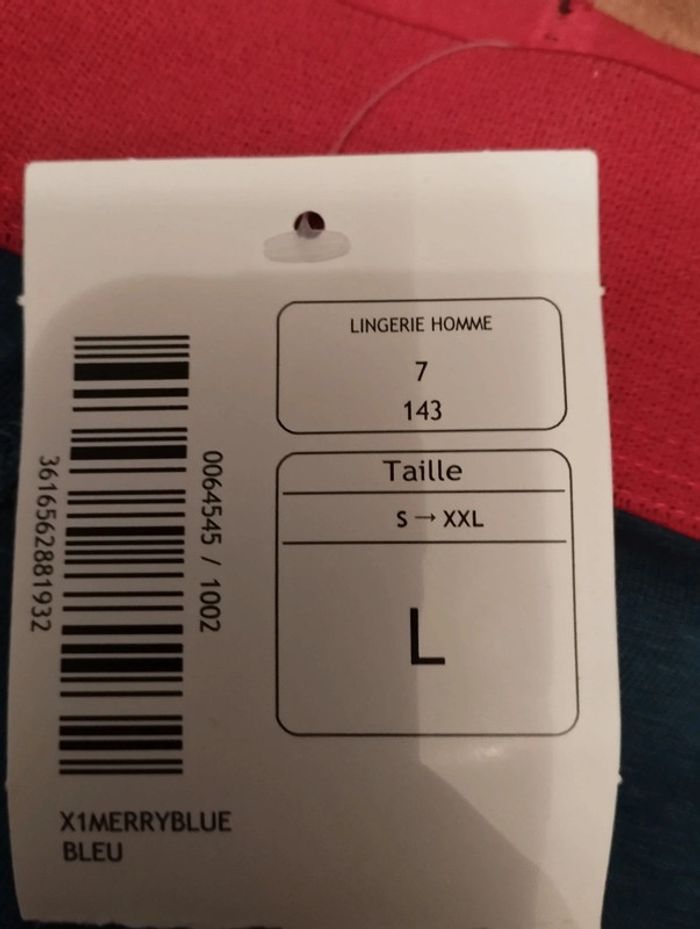 LINGERIE HOMME
7
143
Taille
S → XXL
L
0064545 / 1002
3616562881932
X1MERRYBLUE
BLEU